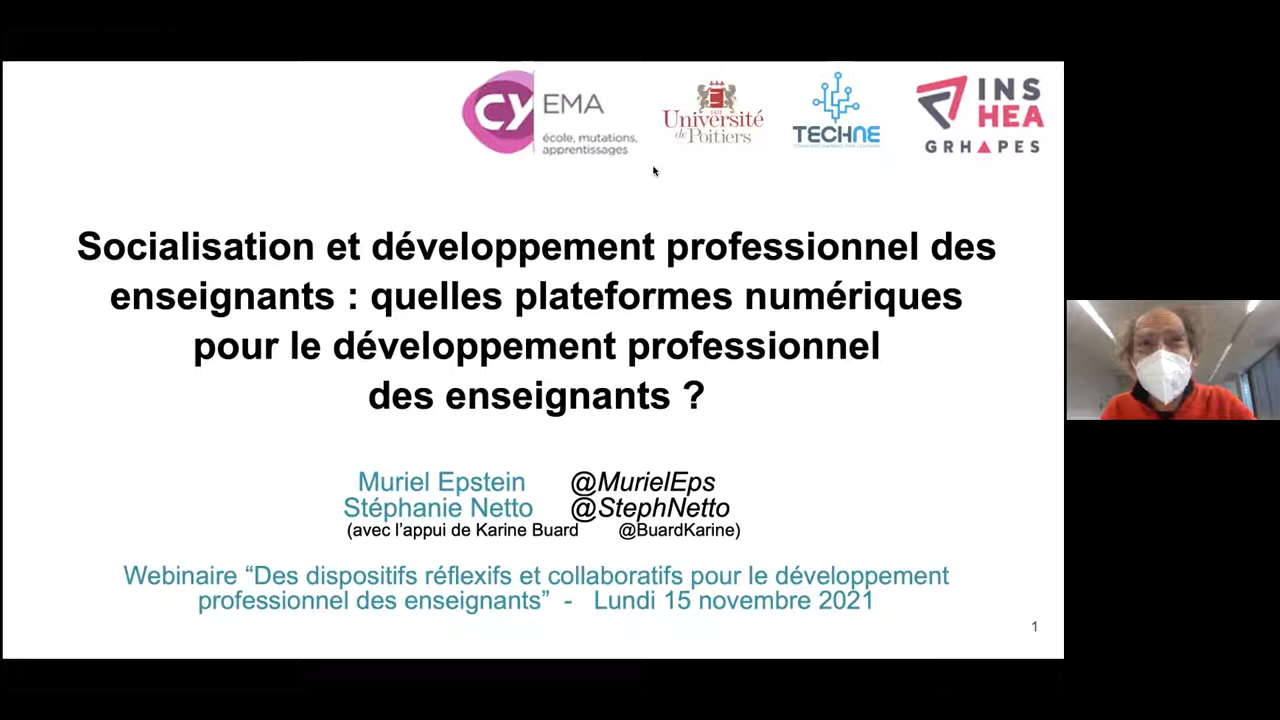 CY EMA
école, mutations,
apprentissages
Université
de Poitiers
TECHNE
INS
HEA
GRHAPES
Socialisation et développement professionnel des
enseignants : quelles plateformes numériques
pour le développement professionnel
des enseignants ?
Muriel Epstein @MurielEps
Stéphanie Netto @StephNetto
(avec l’appui de Karine Buard @BuardKarine)
Webinaire “Des dispositifs réflexifs et collaboratifs pour le développement
professionnel des enseignants” - Lundi 15 novembre 2021
1